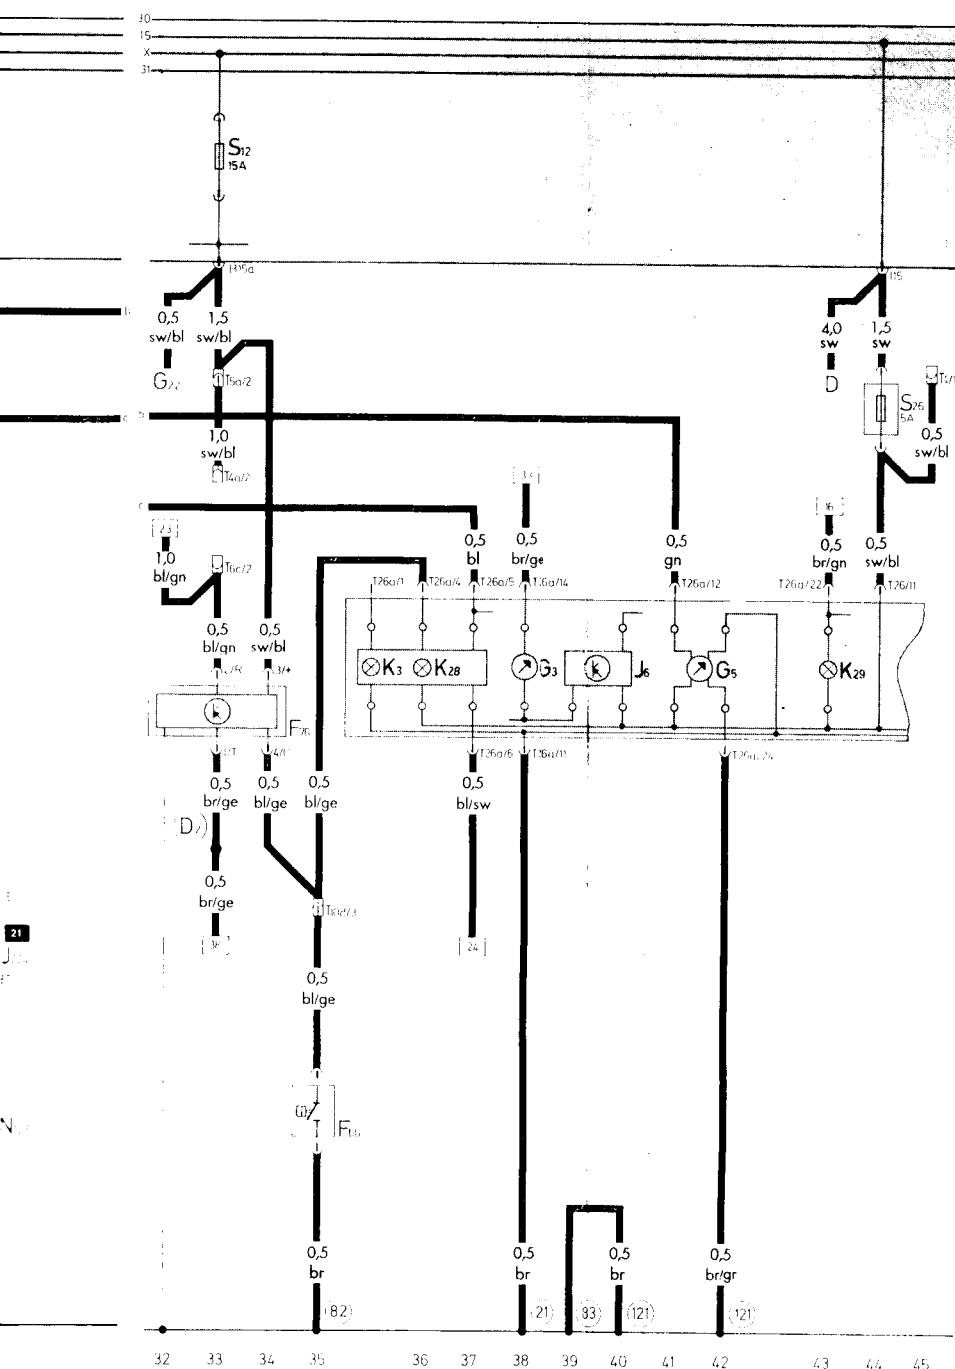 30
15
X
31
S12
15A
0,5
sw/bl
1,5
sw/bl
4,0
sw
1,5
sw
T5a/2
G22
D
S26
5A
0,5
sw/bl
1,0
sw/bl
T4a/2
23
16
1,0
bl/gn
T6c/2
0,5
bl
0,5
br/ge
0,5
gn
0,5
br/gn
0,5
sw/bl
T26a/1
T26a/4
T26a/5
T26a/14
T26a/12
T26a/22
T26/11
0,5
bl/gn
0,5
sw/bl
3/+
K3
K28
G3
J6
G5
K29
T26a/6
T26a/11
0,5
br/ge
0,5
bl/ge
0,5
bl/ge
0,5
bl/sw
0,5
br/ge
21
24
0,5
bl/ge
0,5
br
0,5
br
0,5
br
0,5
br/gr
82
21
83
121
121
32
33
34
35
36
37
38
39
40
41
42
43
44
45